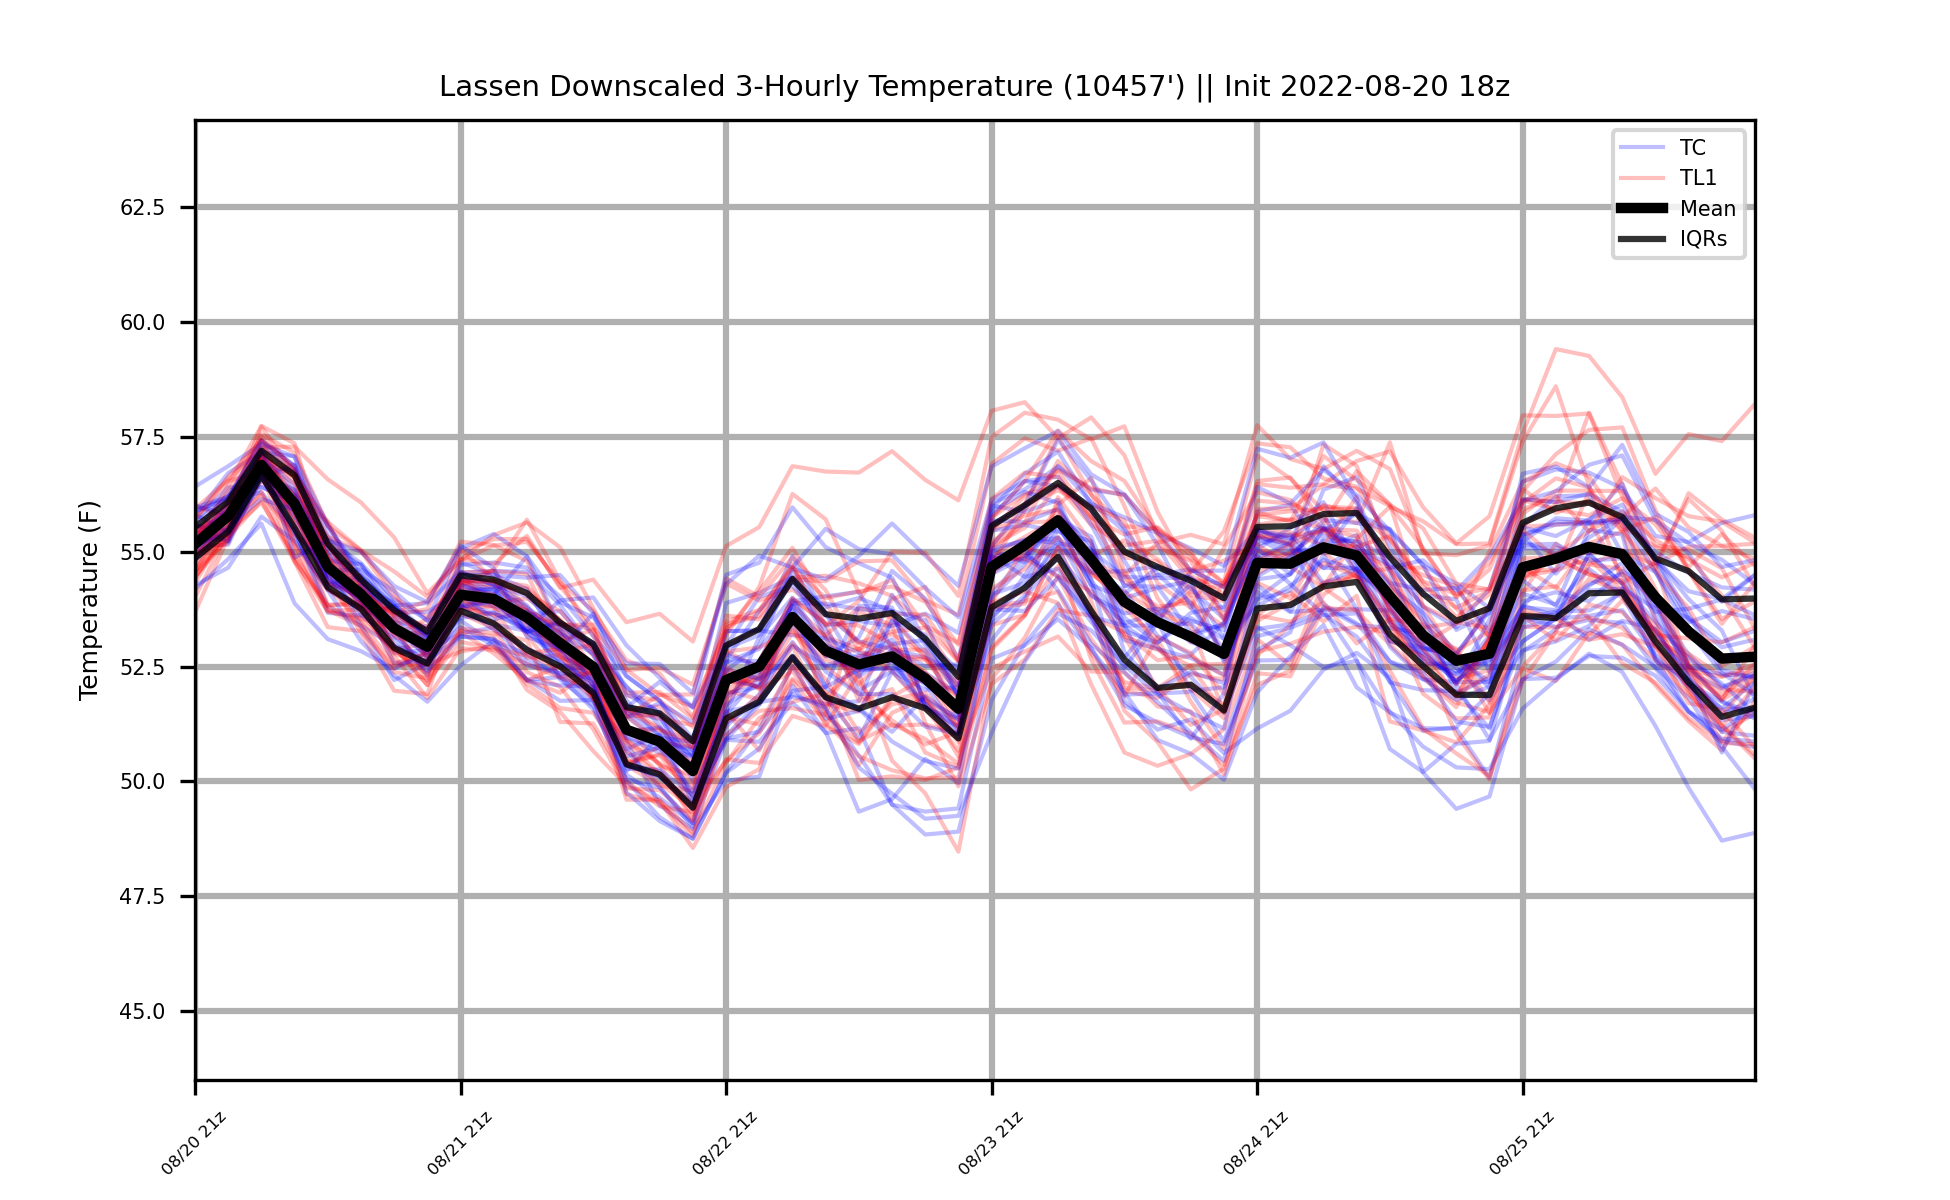 Lassen Downscaled 3-Hourly Temperature (10457') || Init 2022-08-20 18z
TC
TL1
Mean
IQRs
Temperature (F)
62.5
60.0
57.5
55.0
52.5
50.0
47.5
45.0
08/20 21z
08/21 21z
08/22 21z
08/23 21z
08/24 21z
08/25 21z